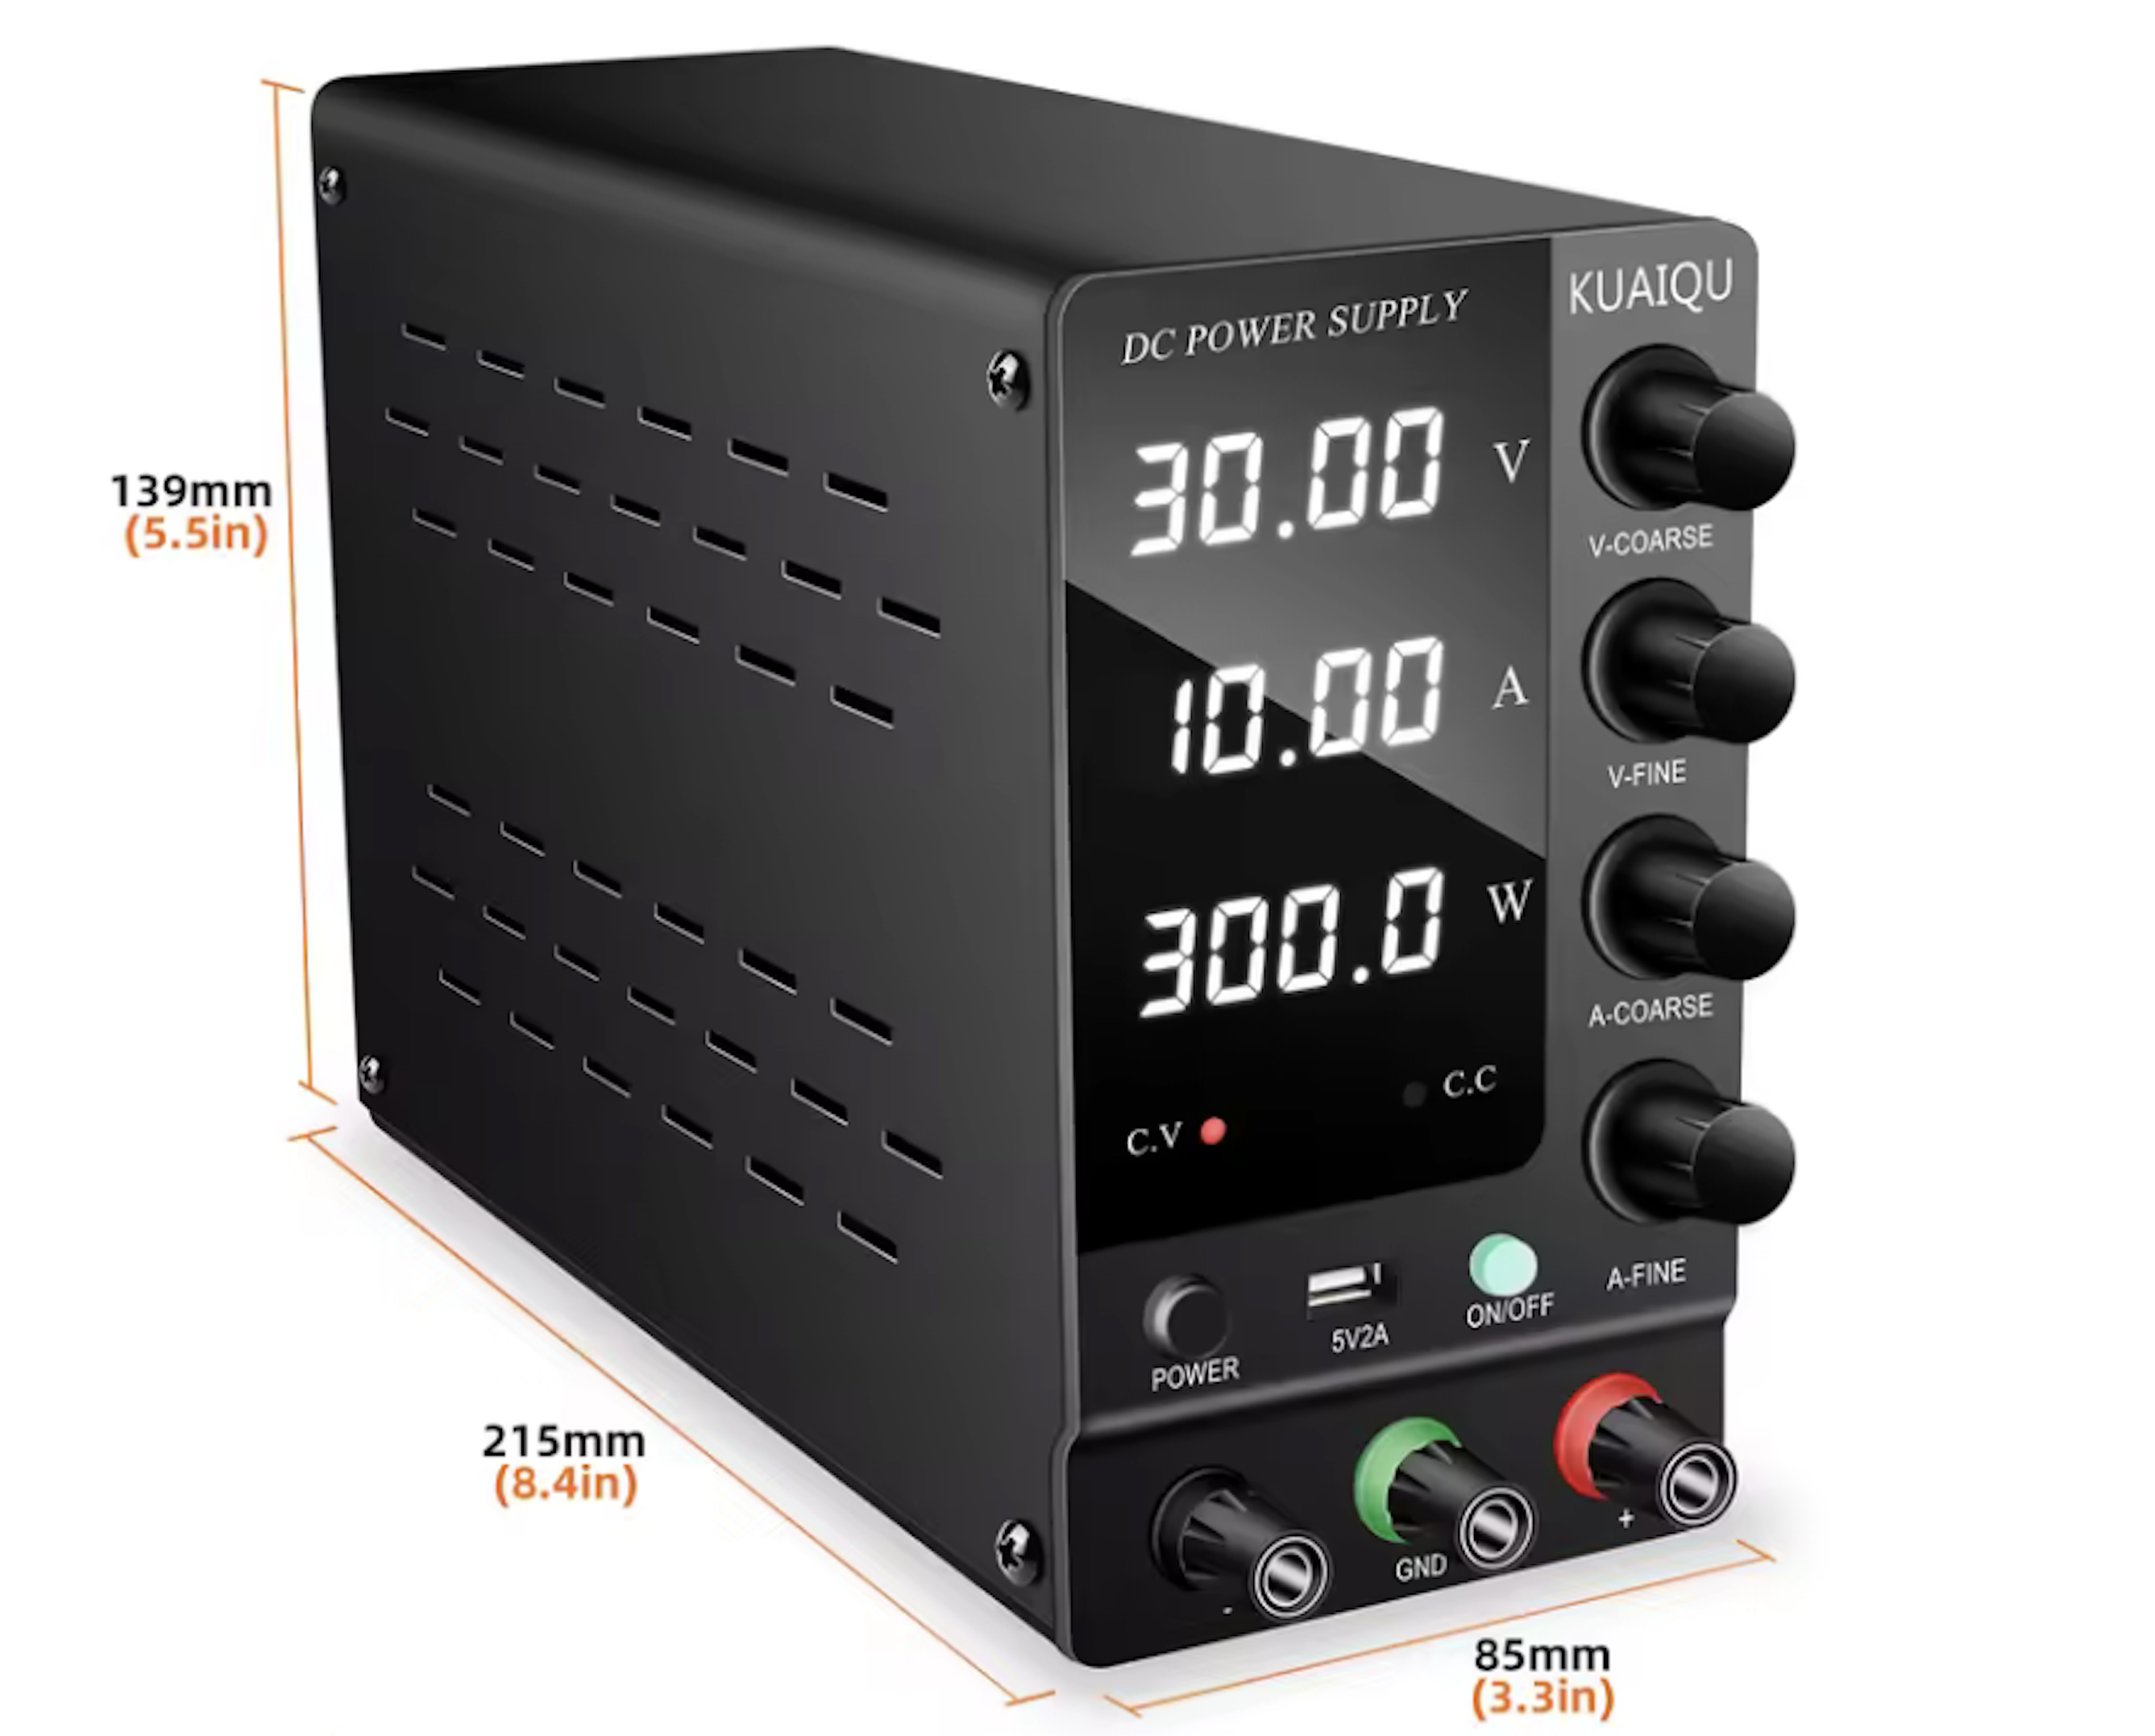 KUAIQU
DC POWER SUPPLY
30.00 V
V-COARSE
10.00 A
V-FINE
300.0 W
A-COARSE
C.V
C.C
A-FINE
POWER
5V2A
ON/OFF
-
GND
+
139mm
(5.5in)
215mm
(8.4in)
85mm
(3.3in)